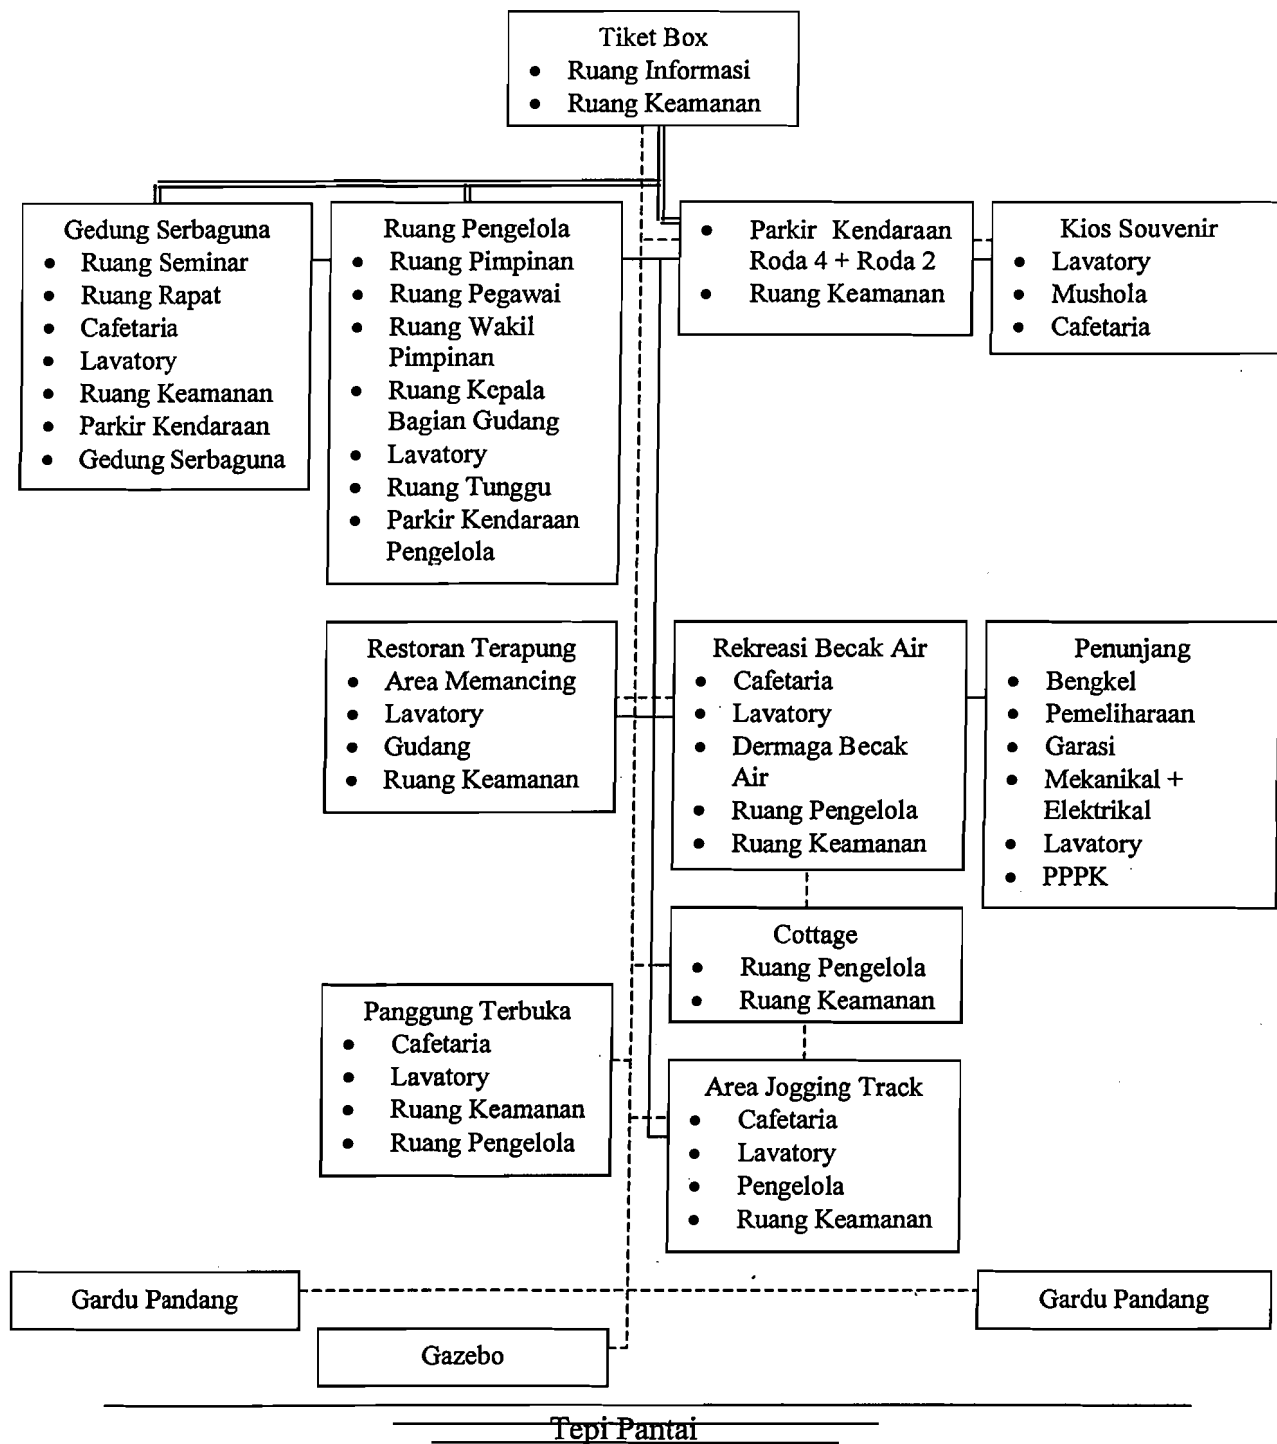 Tiket Box
• Ruang Informasi
• Ruang Keamanan
Gedung Serbaguna
• Ruang Seminar
• Ruang Rapat
• Cafetaria
• Lavatory
• Ruang Keamanan
• Parkir Kendaraan
• Gedung Serbaguna
Ruang Pengelola
• Ruang Pimpinan
• Ruang Pegawai
• Ruang Wakil
Pimpinan
• Ruang Kepala
Bagian Gudang
• Lavatory
• Ruang Tunggu
• Parkir Kendaraan
Pengelola
• Parkir Kendaraan
Roda 4 + Roda 2
• Ruang Keamanan
Kios Souvenir
• Lavatory
• Mushola
• Cafetaria
Restoran Terapung
• Area Memancing
• Lavatory
• Gudang
• Ruang Keamanan
Rekreasi Becak Air
• Cafetaria
• Lavatory
• Dermaga Becak
Air
• Ruang Pengelola
• Ruang Keamanan
Penunjang
• Bengkel
• Pemeliharaan
• Garasi
• Mekanikal +
Elektrikal
• Lavatory
• PPPK
Cottage
• Ruang Pengelola
• Ruang Keamanan
Panggung Terbuka
• Cafetaria
• Lavatory
• Ruang Keamanan
• Ruang Pengelola
Area Jogging Track
• Cafetaria
• Lavatory
• Pengelola
• Ruang Keamanan
Gardu Pandang
Gardu Pandang
Gazebo
Tepi Pantai